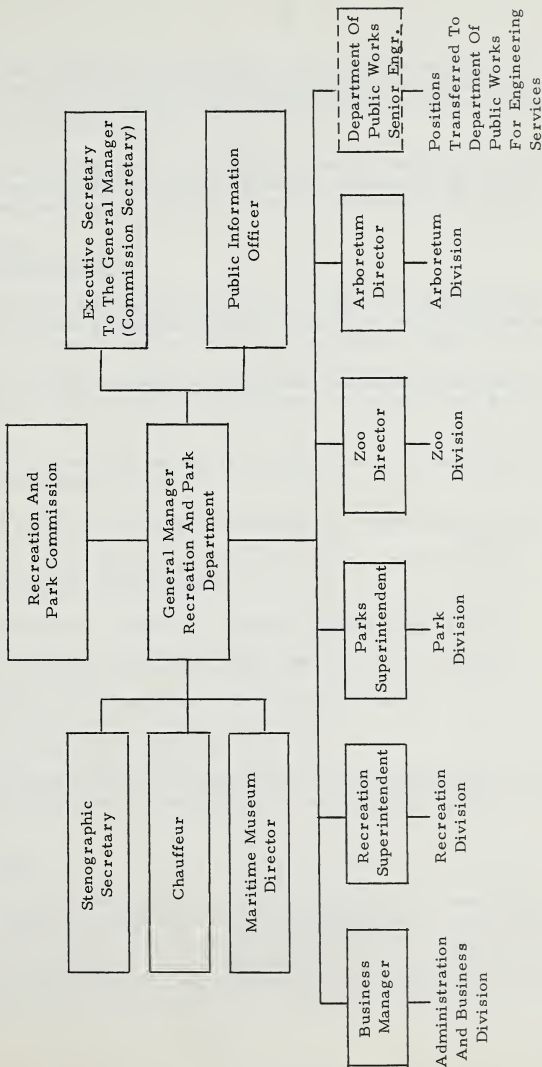 Recreation And
Park Commission
Executive Secretary
To The General Manager
(Commission Secretary)
General Manager
Recreation And Park
Department
Public Information
Officer
Stenographic
Secretary
Chauffeur
Maritime Museum
Director
Business
Manager
Recreation
Superintendent
Parks
Superintendent
Zoo
Director
Arboretum
Director
Department Of
Public Works
Senior Engr.
Administration
And Business
Division
Recreation
Division
Park
Division
Zoo
Division
Arboretum
Division
Positions
Transferred To
Department Of
Public Works
For Engineering
Services